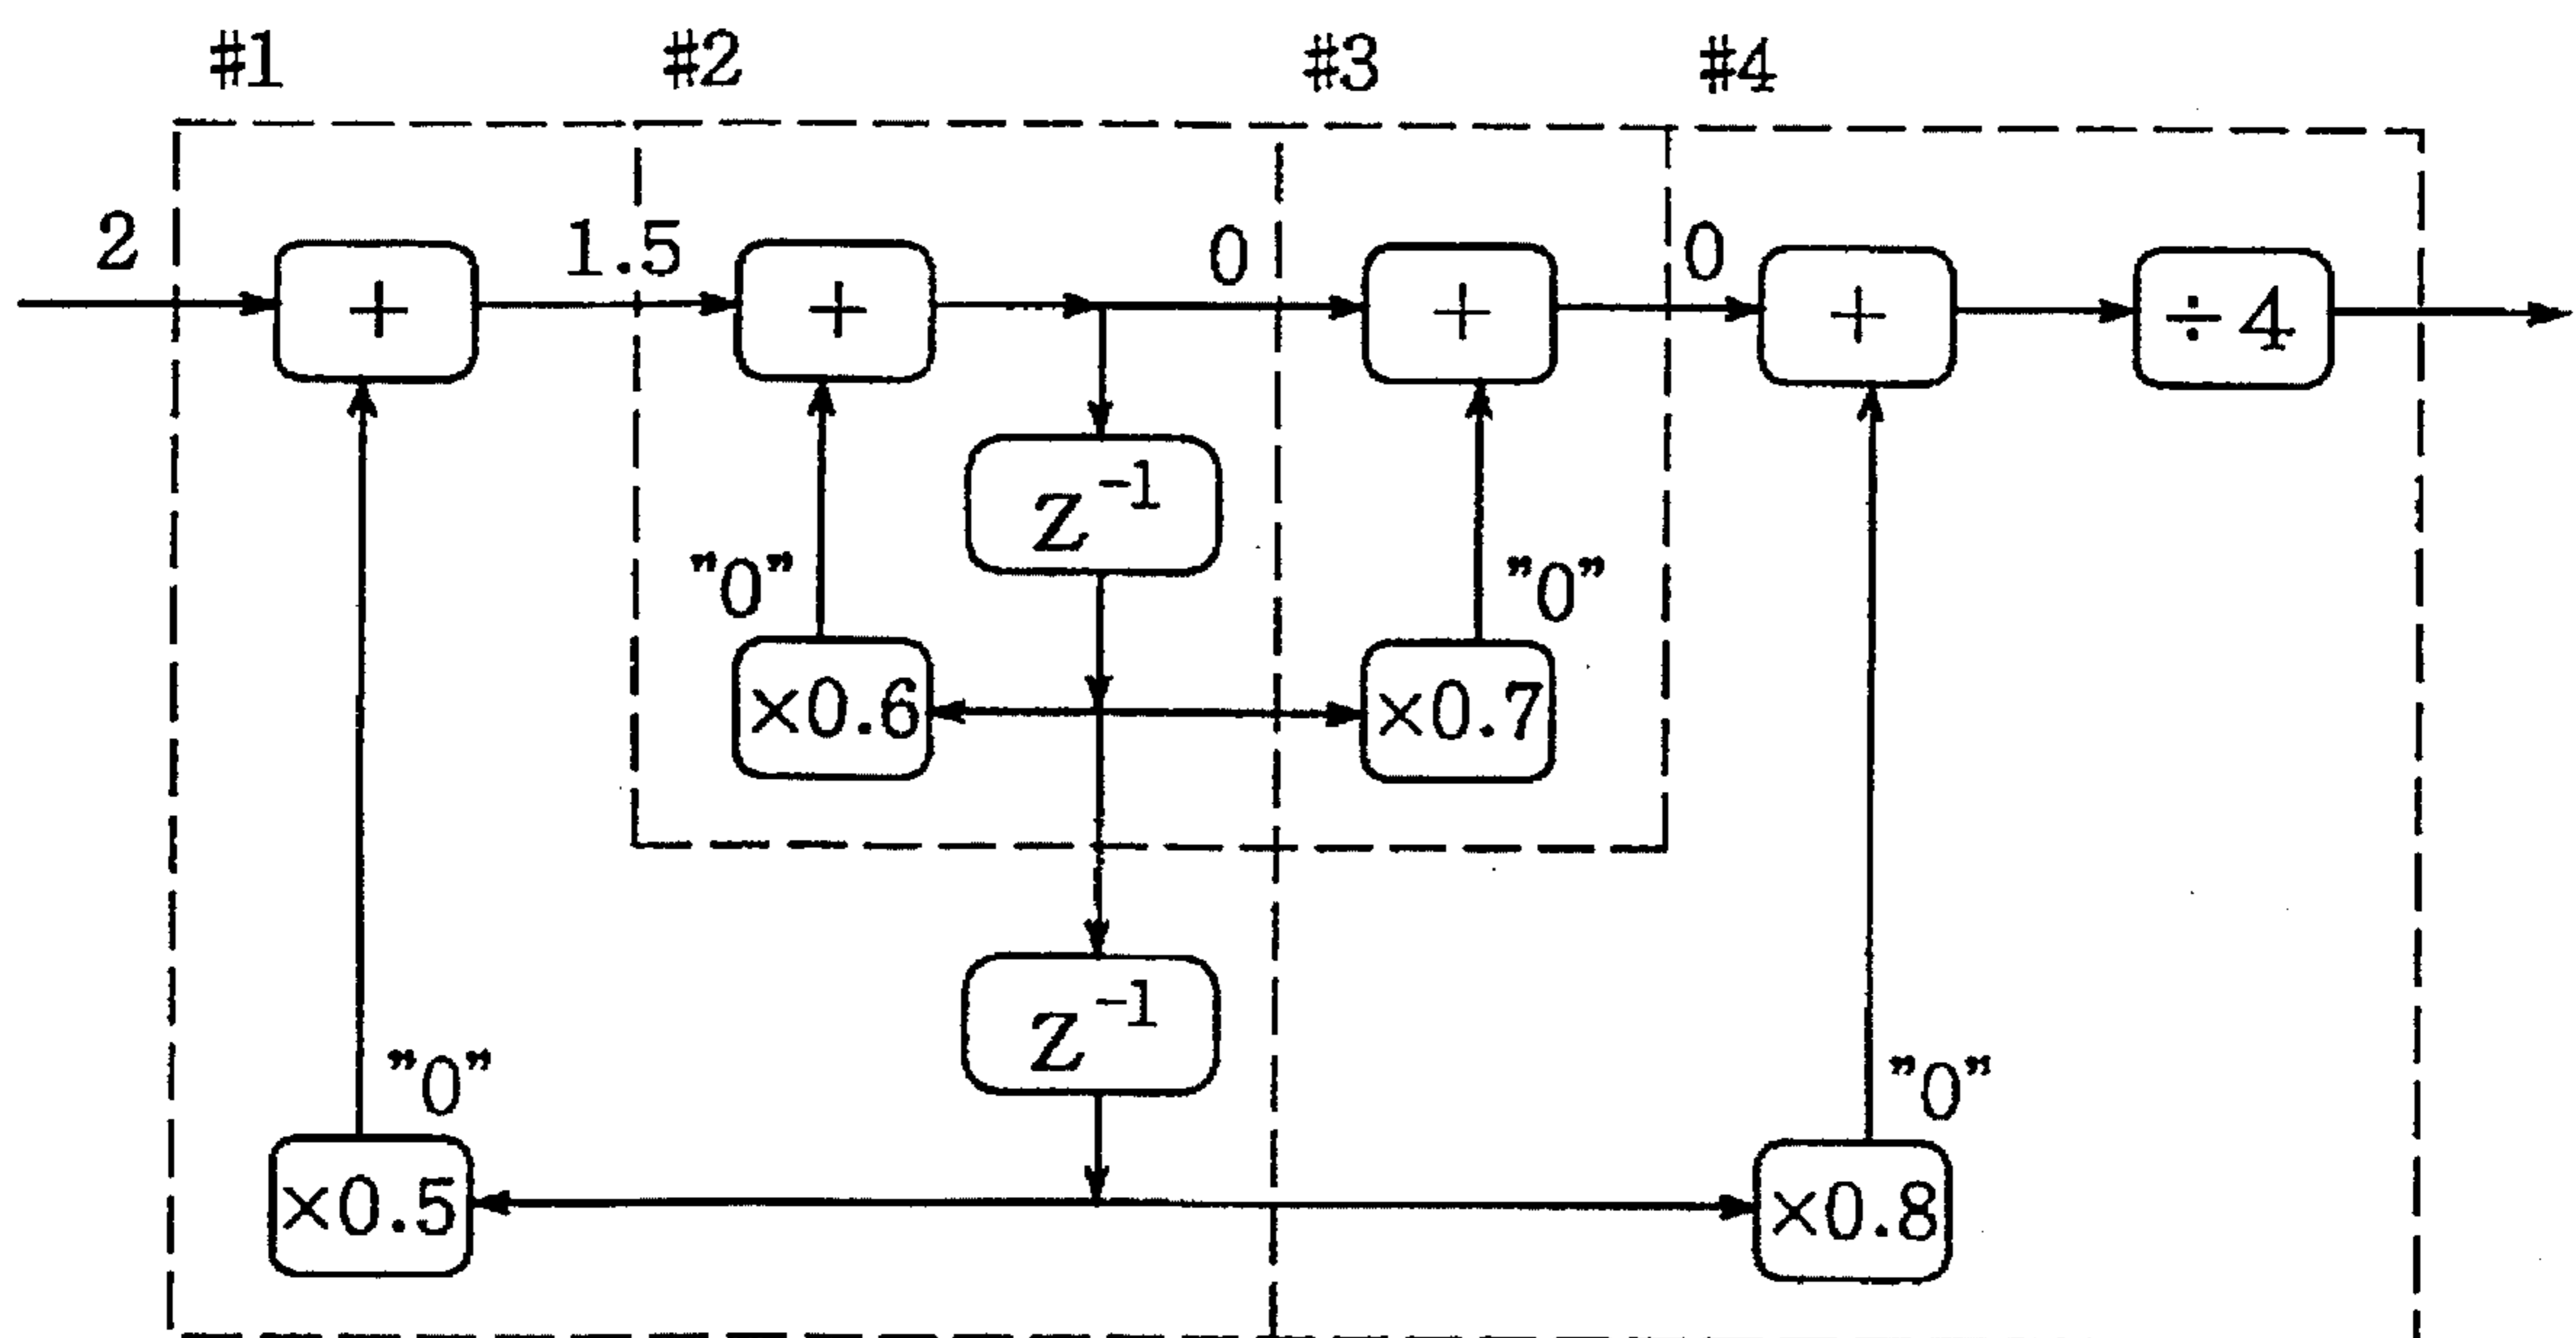 #1 #2 #3 #4
2 + 1.5 + 0 + 0 + ÷4
z⁻¹
"0" "0"
×0.6 ×0.7
z⁻¹
"0" "0"
×0.5 ×0.8